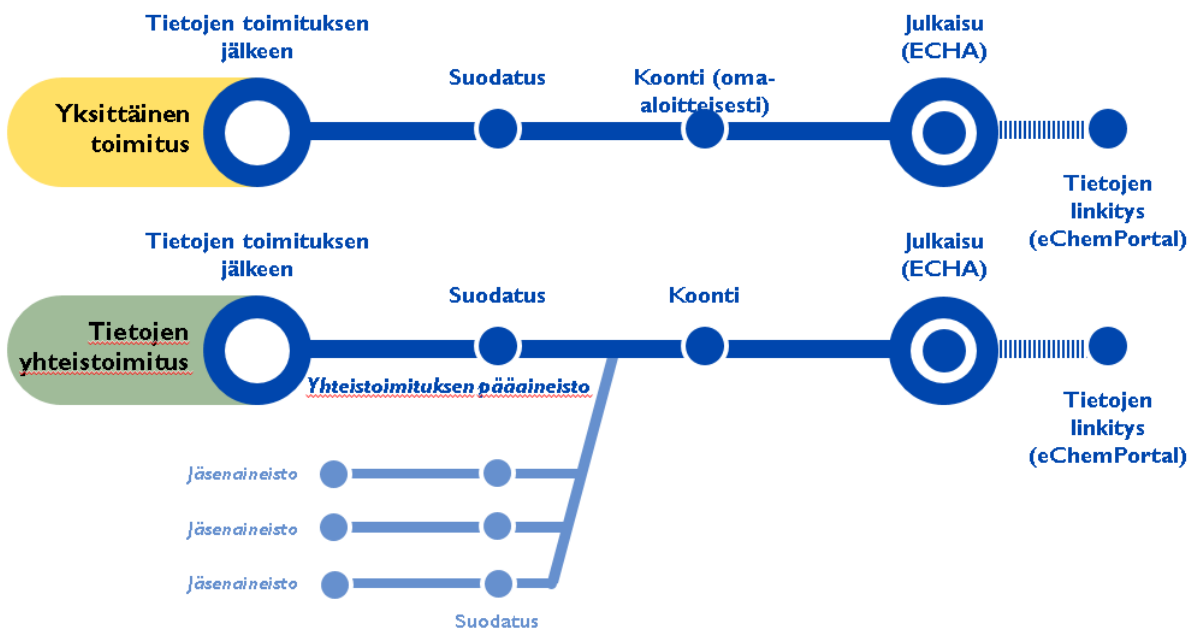 Tietojen toimituksen
jälkeen
Julkaisu
(ECHA)
Suodatus
Koonti (oma-
aloitteisesti)
Yksittäinen
toimitus
Tietojen
linkitys
(eChemPortal)
Tietojen toimituksen
jälkeen
Julkaisu
(ECHA)
Suodatus
Koonti
Tietojen
yhteistoimitus
Yhteistoimituksen pääaineisto
Tietojen
linkitys
(eChemPortal)
Jäsenaineisto
Jäsenaineisto
Jäsenaineisto
Suodatus